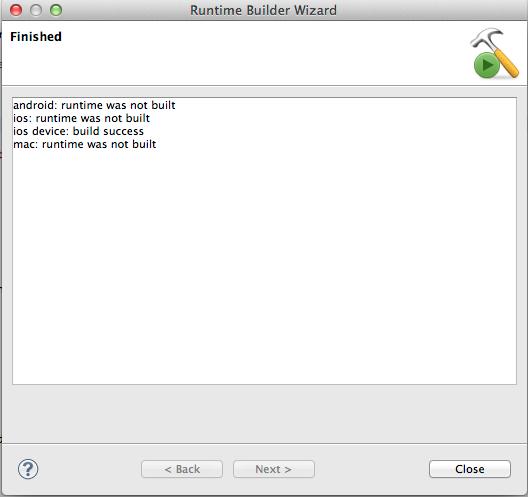 Runtime Builder Wizard
Finished
android: runtime was not built
ios: runtime was not built
ios device: build success
mac: runtime was not built
?
< Back
Next >
Close